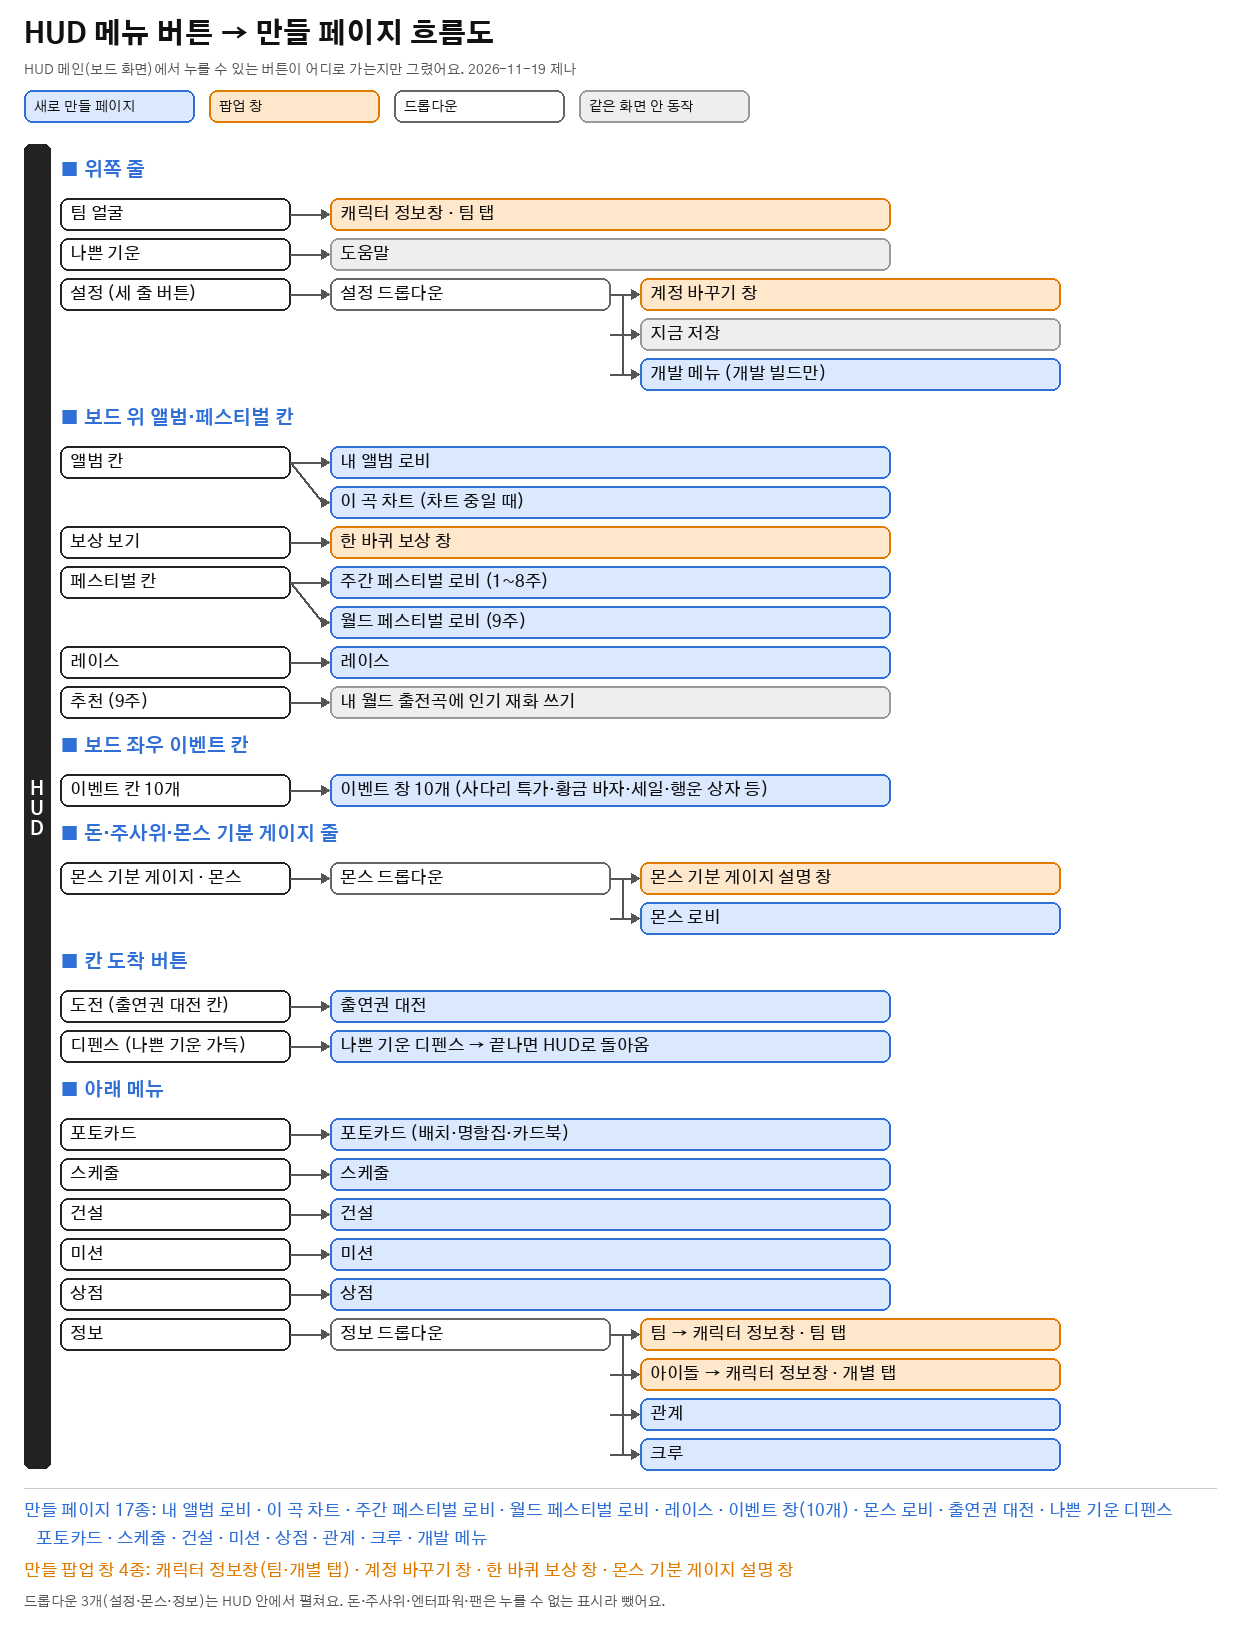 HUD 메뉴 버튼 → 만들 페이지 흐름도
HUD 메인(보드 화면)에서 누를 수 있는 버튼이 어디로 가는지만 그렸어요. 2026-11-19 제나
새로 만들 페이지
팝업 창
드롭다운
같은 화면 안 동작
HUD
■ 위쪽 줄
팀 얼굴
캐릭터 정보창 · 팀 탭
나쁜 기운
도움말
설정 (세 줄 버튼)
설정 드롭다운
계정 바꾸기 창
지금 저장
개발 메뉴 (개발 빌드만)
■ 보드 위 앨범·페스티벌 칸
앨범 칸
내 앨범 로비
이 곡 차트 (차트 중일 때)
보상 보기
한 바퀴 보상 창
페스티벌 칸
주간 페스티벌 로비 (1~8주)
월드 페스티벌 로비 (9주)
레이스
레이스
추천 (9주)
내 월드 출전곡에 인기 재화 쓰기
■ 보드 좌우 이벤트 칸
이벤트 칸 10개
이벤트 창 10개 (사다리 특가·황금 바자·세일·행운 상자 등)
■ 돈·주사위·몬스 기분 게이지 줄
몬스 기분 게이지 · 몬스
몬스 드롭다운
몬스 기분 게이지 설명 창
몬스 로비
■ 칸 도착 버튼
도전 (출연권 대전 칸)
출연권 대전
디펜스 (나쁜 기운 가득)
나쁜 기운 디펜스 → 끝나면 HUD로 돌아옴
■ 아래 메뉴
포토카드
포토카드 (배치·명함집·카드북)
스케줄
스케줄
건설
건설
미션
미션
상점
상점
정보
정보 드롭다운
팀 → 캐릭터 정보창 · 팀 탭
아이돌 → 캐릭터 정보창 · 개별 탭
관계
크루
만들 페이지 17종: 내 앨범 로비 · 이 곡 차트 · 주간 페스티벌 로비 · 월드 페스티벌 로비 · 레이스 · 이벤트 창(10개) · 몬스 로비 · 출연권 대전 · 나쁜 기운 디펜스
포토카드 · 스케줄 · 건설 · 미션 · 상점 · 관계 · 크루 · 개발 메뉴
만들 팝업 창 4종: 캐릭터 정보창(팀·개별 탭) · 계정 바꾸기 창 · 한 바퀴 보상 창 · 몬스 기분 게이지 설명 창
드롭다운 3개(설정·몬스·정보)는 HUD 안에서 펼쳐요. 돈·주사위·엔터파워·팬은 누를 수 없는 표시라 뺐어요.